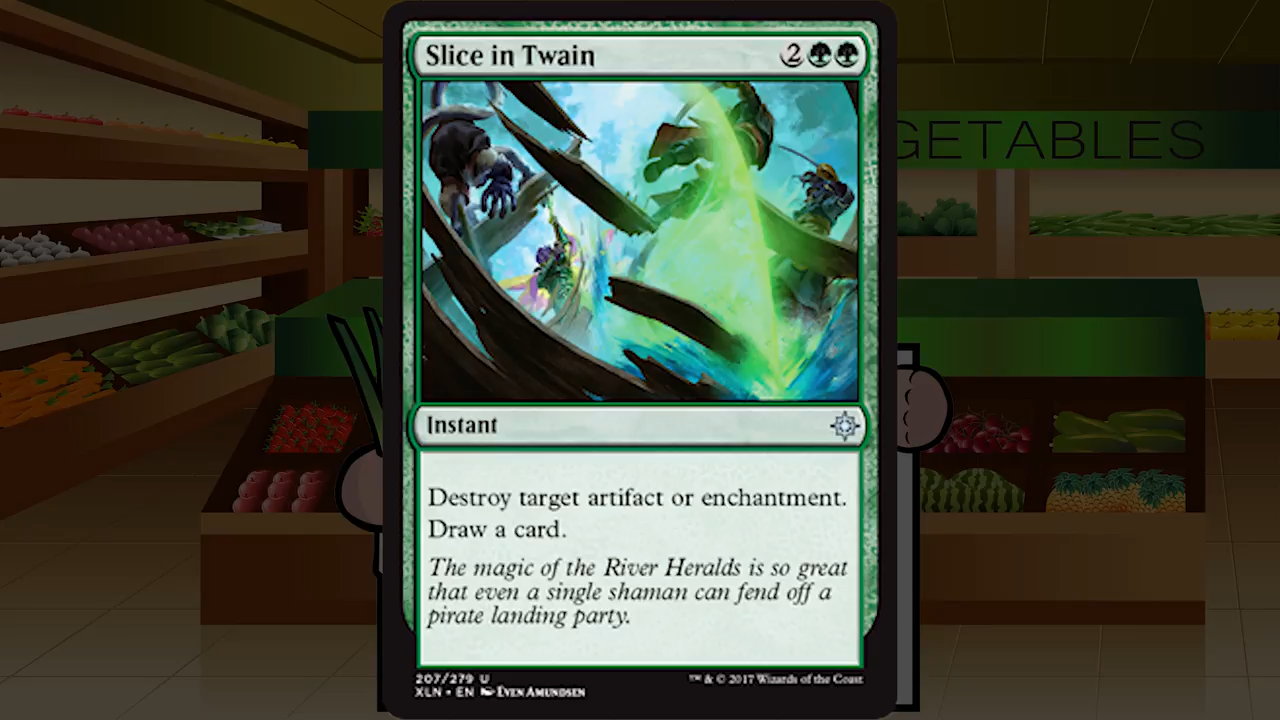 Slice in Twain 2
GETABLES
Instant
Destroy target artifact or enchantment.
Draw a card.
The magic of the River Heralds is so great
that even a single shaman can fend off a
pirate landing party.
207/279 U
XLN • EN Even Amundsen
™ & © 2017 Wizards of the Coast